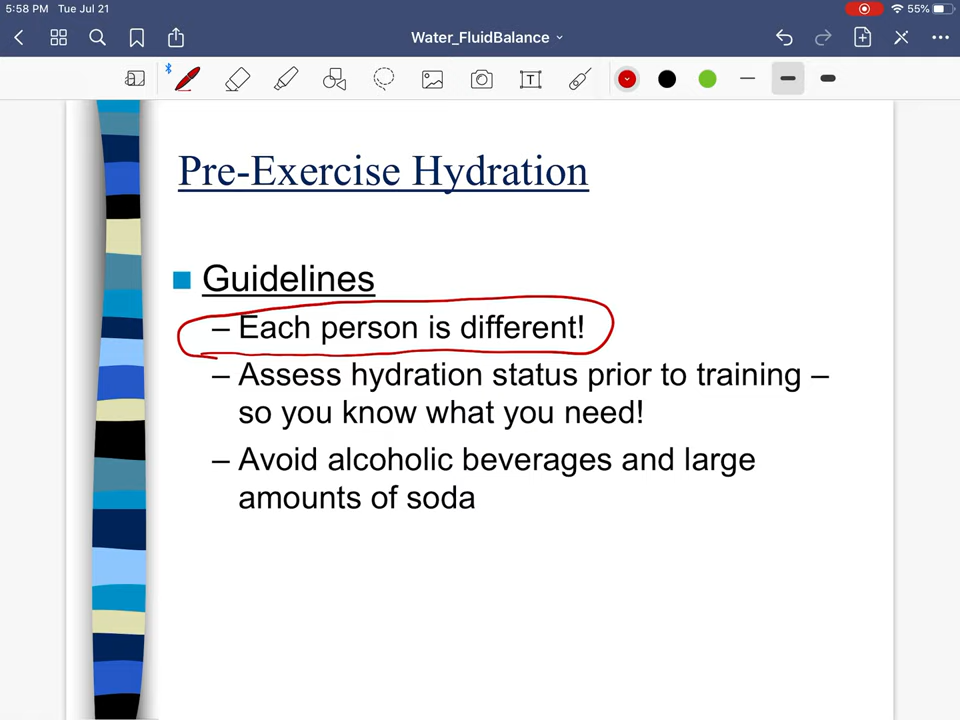 5:58 PM Tue Jul 21
55%
Water_FluidBalance
a
T
Pre-Exercise Hydration
Guidelines
– Each person is different!
– Assess hydration status prior to training –
so you know what you need!
– Avoid alcoholic beverages and large
amounts of soda